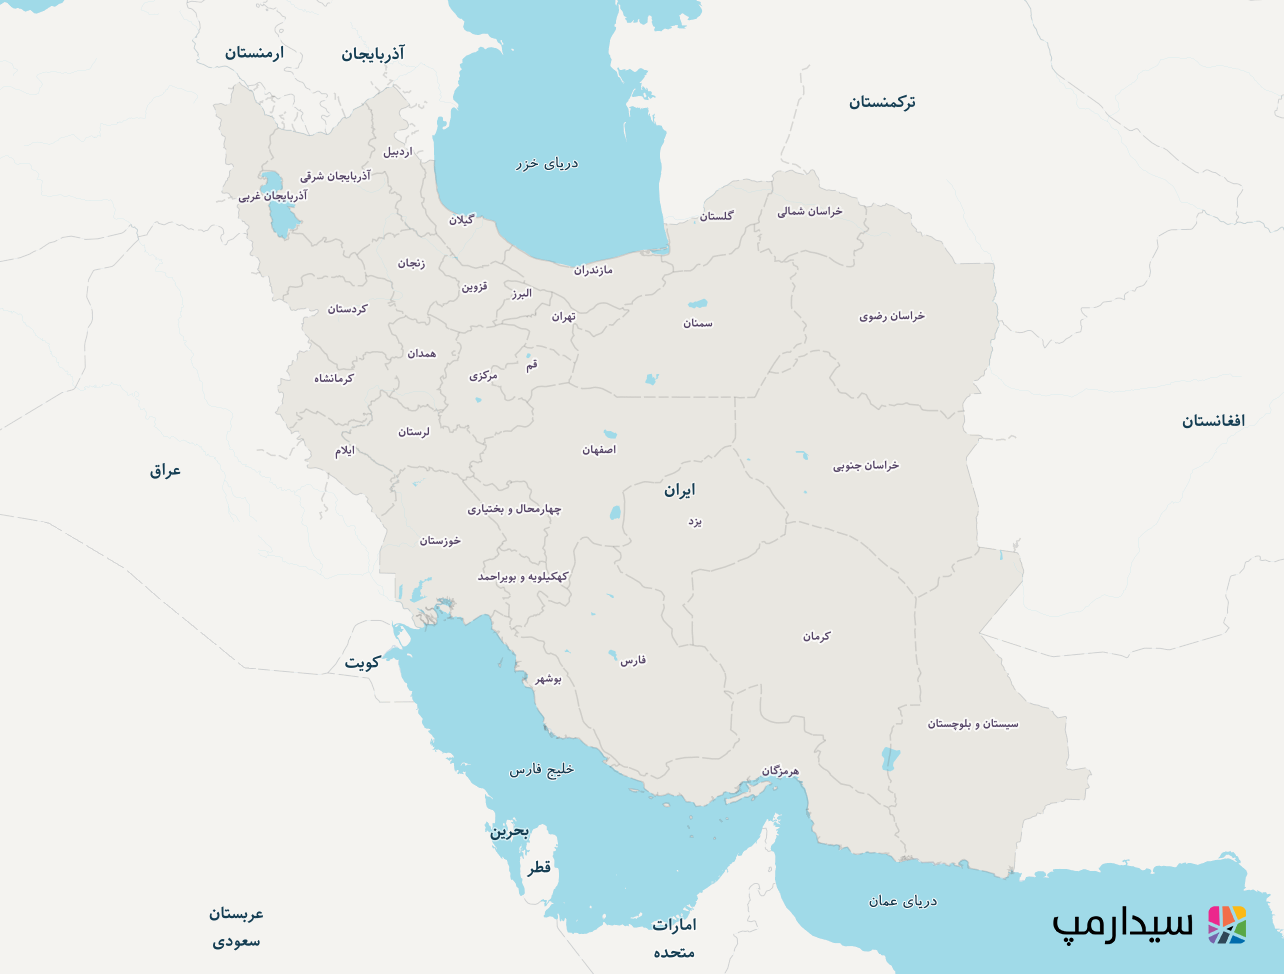 ارمنستان
آذربایجان
ترکمنستان
اردبیل
دریای خزر
آذربایجان شرقی
آذربایجان غربی
گیلان
گلستان
خراسان شمالی
زنجان
مازندران
قزوین
البرز
کردستان
تهران
سمنان
خراسان رضوی
همدان
قم
کرمانشاه
مرکزی
افغانستان
لرستان
ایلام
اصفهان
خراسان جنوبی
عراق
ایران
چهارمحال و بختیاری
یزد
خوزستان
کهکیلویه و بویراحمد
کرمان
کویت
فارس
بوشهر
سیستان و بلوچستان
خلیج فارس
هرمزگان
بحرین
قطر
دریای عمان
عربستان
سعودی
امارات
متحده
سیدارمپ